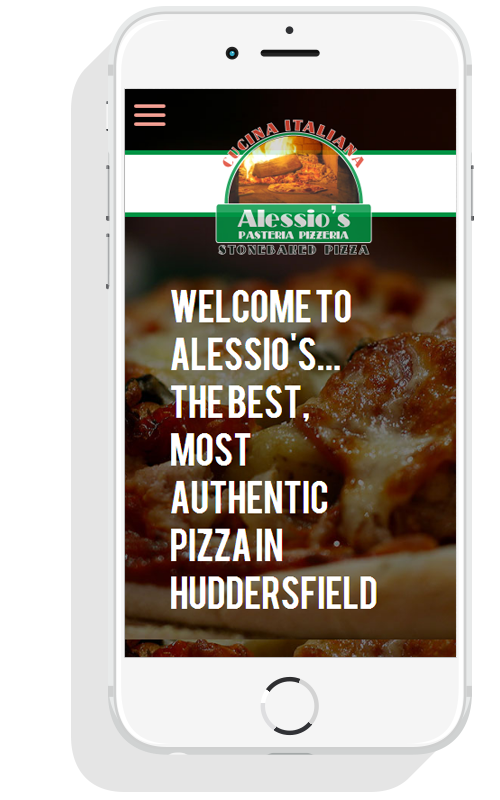 CUCINA ITALIANA
Alessio's
PASTERIA PIZZERIA
STONEBAKED PIZZA
WELCOME TO
ALESSIO'S...
THE BEST,
MOST
AUTHENTIC
PIZZA IN
HUDDERSFIELD